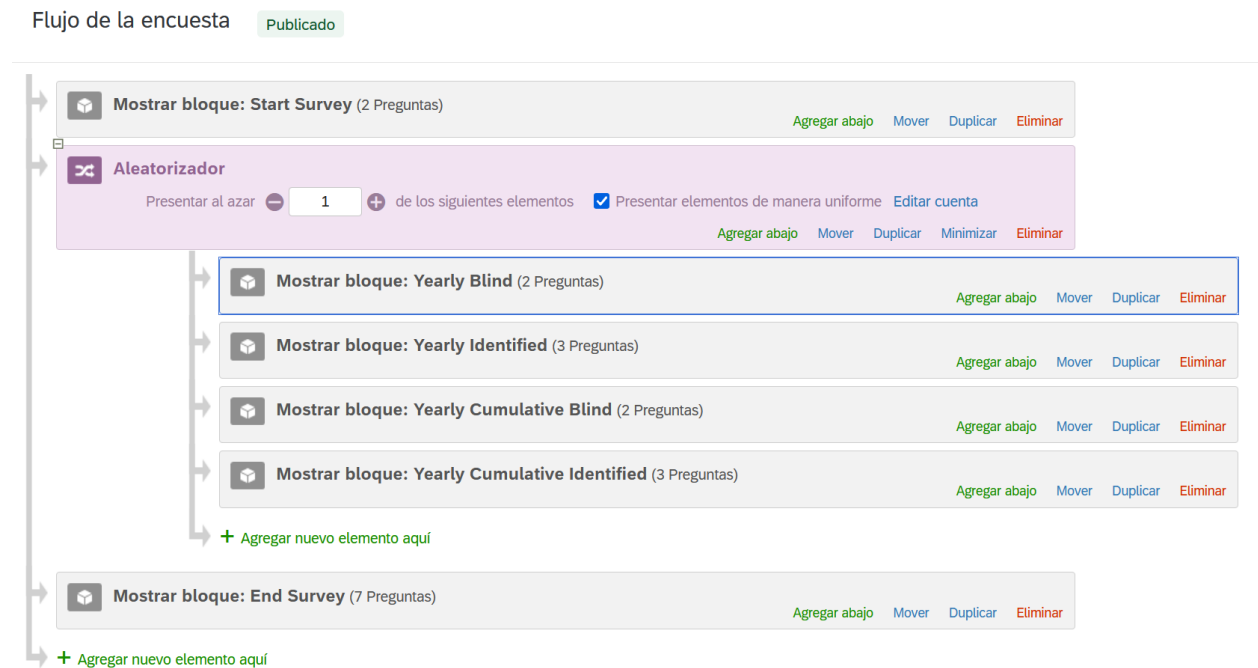 Flujo de la encuesta Publicado
Mostrar bloque: Start Survey (2 Preguntas)
Agregar abajo Mover Duplicar Eliminar
Aleatorizador
Presentar al azar 1 de los siguientes elementos Presentar elementos de manera uniforme Editar cuenta
Agregar abajo Mover Duplicar Minimizar Eliminar
Mostrar bloque: Yearly Blind (2 Preguntas)
Agregar abajo Mover Duplicar Eliminar
Mostrar bloque: Yearly Identified (3 Preguntas)
Agregar abajo Mover Duplicar Eliminar
Mostrar bloque: Yearly Cumulative Blind (2 Preguntas)
Agregar abajo Mover Duplicar Eliminar
Mostrar bloque: Yearly Cumulative Identified (3 Preguntas)
Agregar abajo Mover Duplicar Eliminar
+ Agregar nuevo elemento aquí
Mostrar bloque: End Survey (7 Preguntas)
Agregar abajo Mover Duplicar Eliminar
+ Agregar nuevo elemento aquí